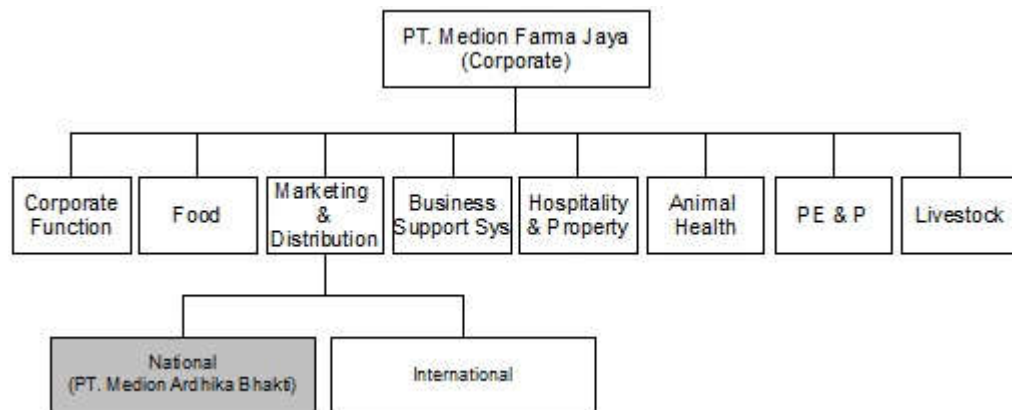 PT. Medion Farma Jaya
(Corporate)
Corporate
Function
Food
Marketing
&
Distribution
Business
Support Sys
Hospitality
& Property
Animal
Health
PE & P
Livestock
National
(PT. Medion Ardhika Bhakti)
International